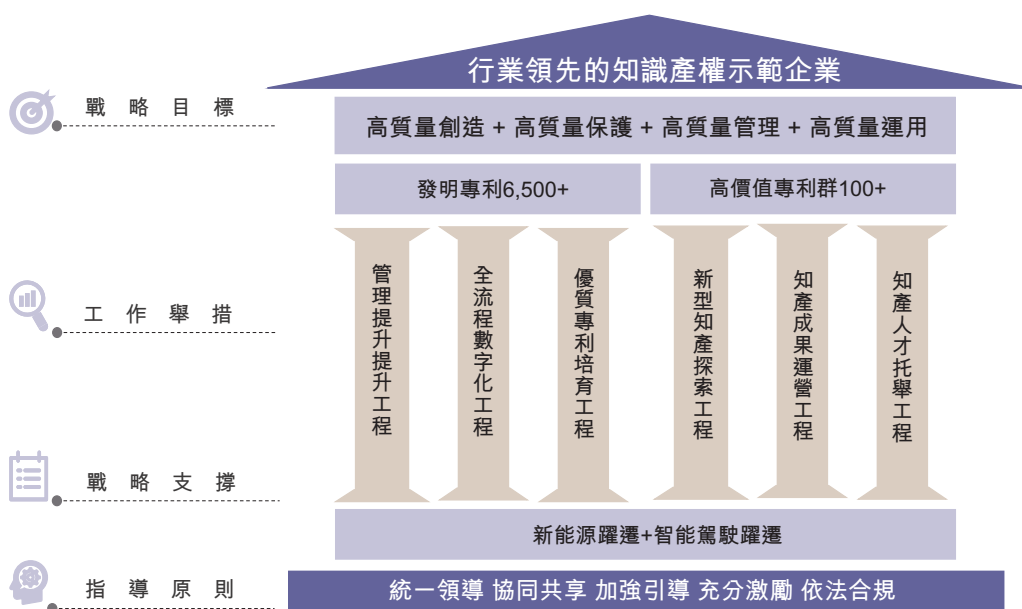 行業領先的知識產權示範企業
戰略目標
高質量創造 + 高質量保護 + 高質量管理 + 高質量運用
發明專利6,500+
高價值專利群100+
工作舉措
管理提升提升工程
全流程數字化工程
優質專利培育工程
新型知產探索工程
知產成果運營工程
知產人才托舉工程
戰略支撐
新能源躍遷+智能駕駛躍遷
指導原則
統一領導 協同共享 加強引導 充分激勵 依法合規